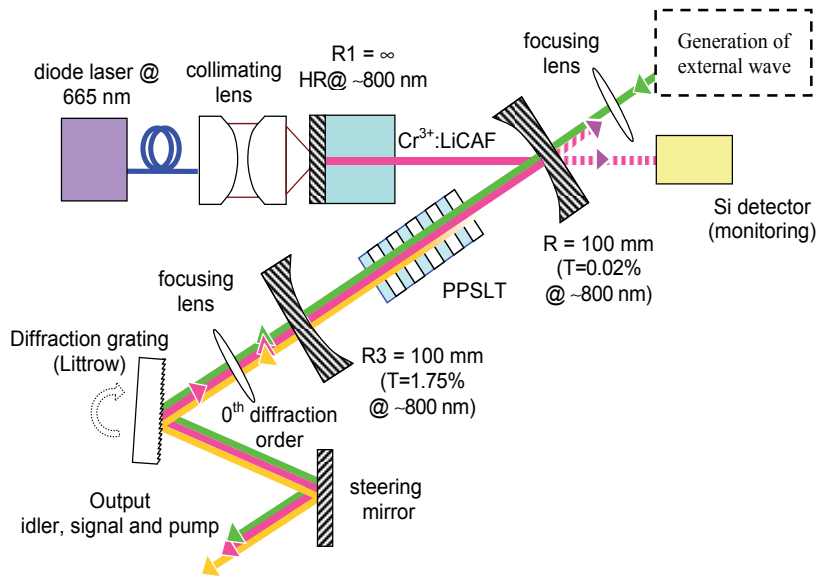 diode laser @
665 nm
collimating
lens
R1 = ∞
HR@ ~800 nm
focusing
lens
Generation of
external wave
Cr³⁺:LiCAF
Si detector
(monitoring)
R = 100 mm
(T=0.02%
@ ~800 nm)
PPSLT
focusing
lens
Diffraction grating
(Littrow)
R3 = 100 mm
(T=1.75%
@ ~800 nm)
0ᵗʰ diffraction
order
steering
mirror
Output
idler, signal and pump